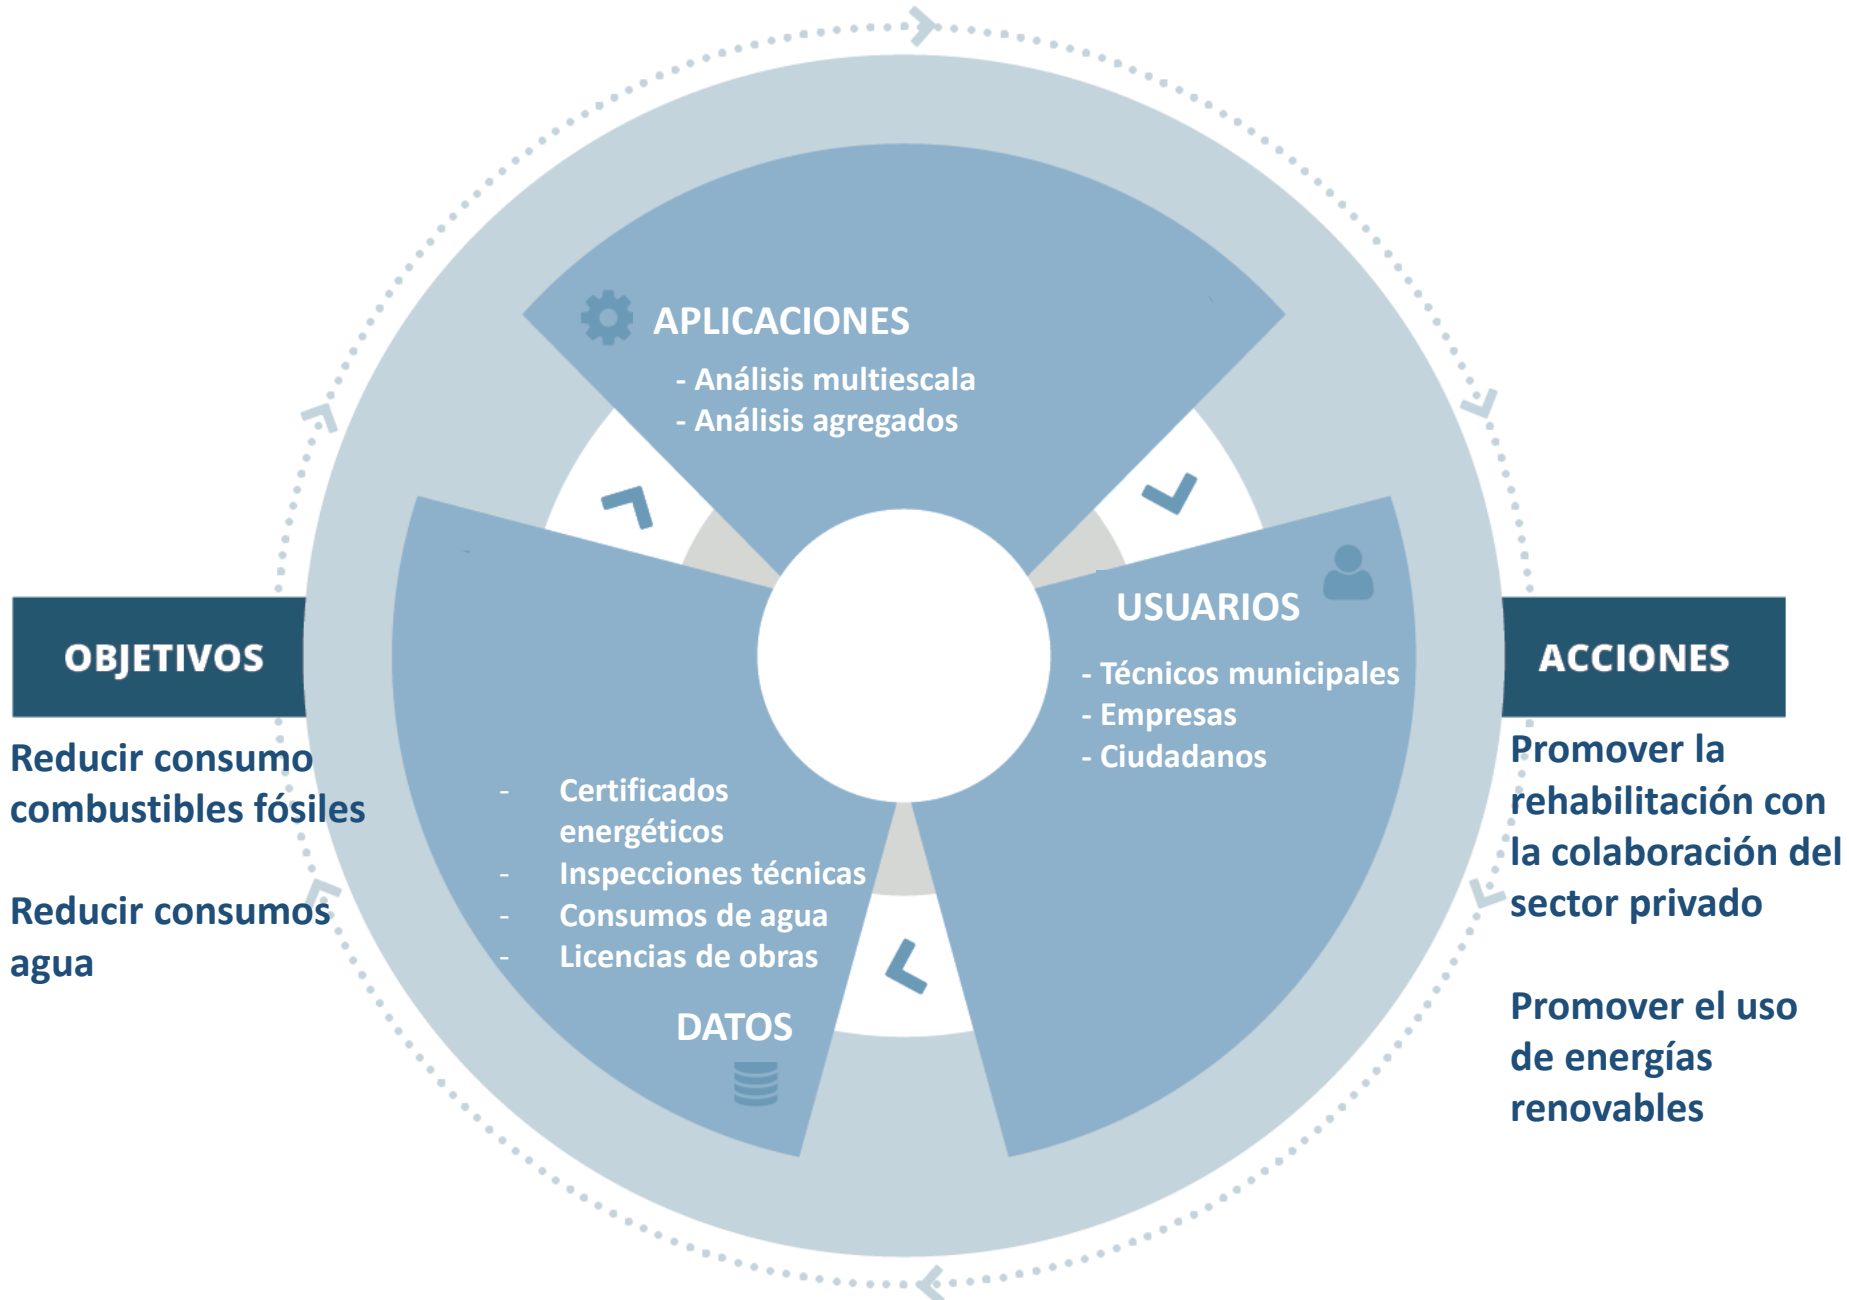 APLICACIONES
- Análisis multiescala
- Análisis agregados
USUARIOS
- Técnicos municipales
- Empresas
- Ciudadanos
- Certificados
energéticos
- Inspecciones técnicas
- Consumos de agua
- Licencias de obras
DATOS
OBJETIVOS
Reducir consumo
combustibles fósiles
Reducir consumos
agua
ACCIONES
Promover la
rehabilitación con
la colaboración del
sector privado
Promover el uso
de energías
renovables